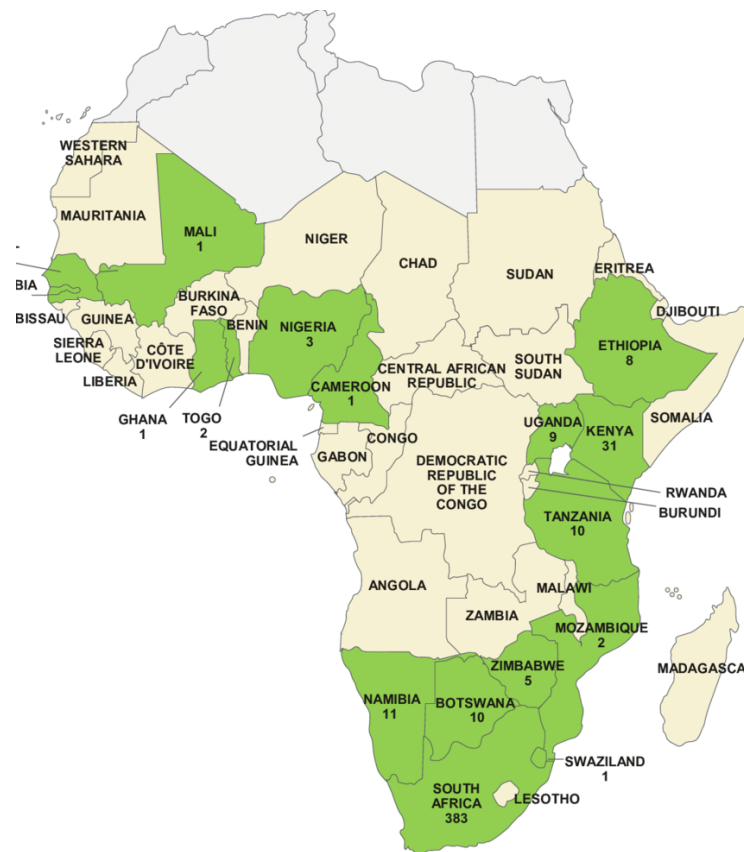 WESTERN
SAHARA
MAURITANIA
MALI
1
NIGER
CHAD
SUDAN
ERITREA
DJIBOUTI
BIA
BISSAU
GUINEA
SIERRA
LEONE
LIBERIA
CÔTE
D'IVOIRE
BURKINA
FASO
BENIN
NIGERIA
3
GHANA
1
TOGO
2
CAMEROON
1
CENTRAL AFRICAN
REPUBLIC
SOUTH
SUDAN
ETHIOPIA
8
SOMALIA
EQUATORIAL
GUINEA
GABON
CONGO
DEMOCRATIC
REPUBLIC
OF THE
CONGO
UGANDA
9
KENYA
31
RWANDA
BURUNDI
TANZANIA
10
ANGOLA
ZAMBIA
MALAWI
MOZAMBIQUE
2
MADAGASCA
ZIMBABWE
5
NAMIBIA
11
BOTSWANA
10
SWAZILAND
1
SOUTH
AFRICA
383
LESOTHO